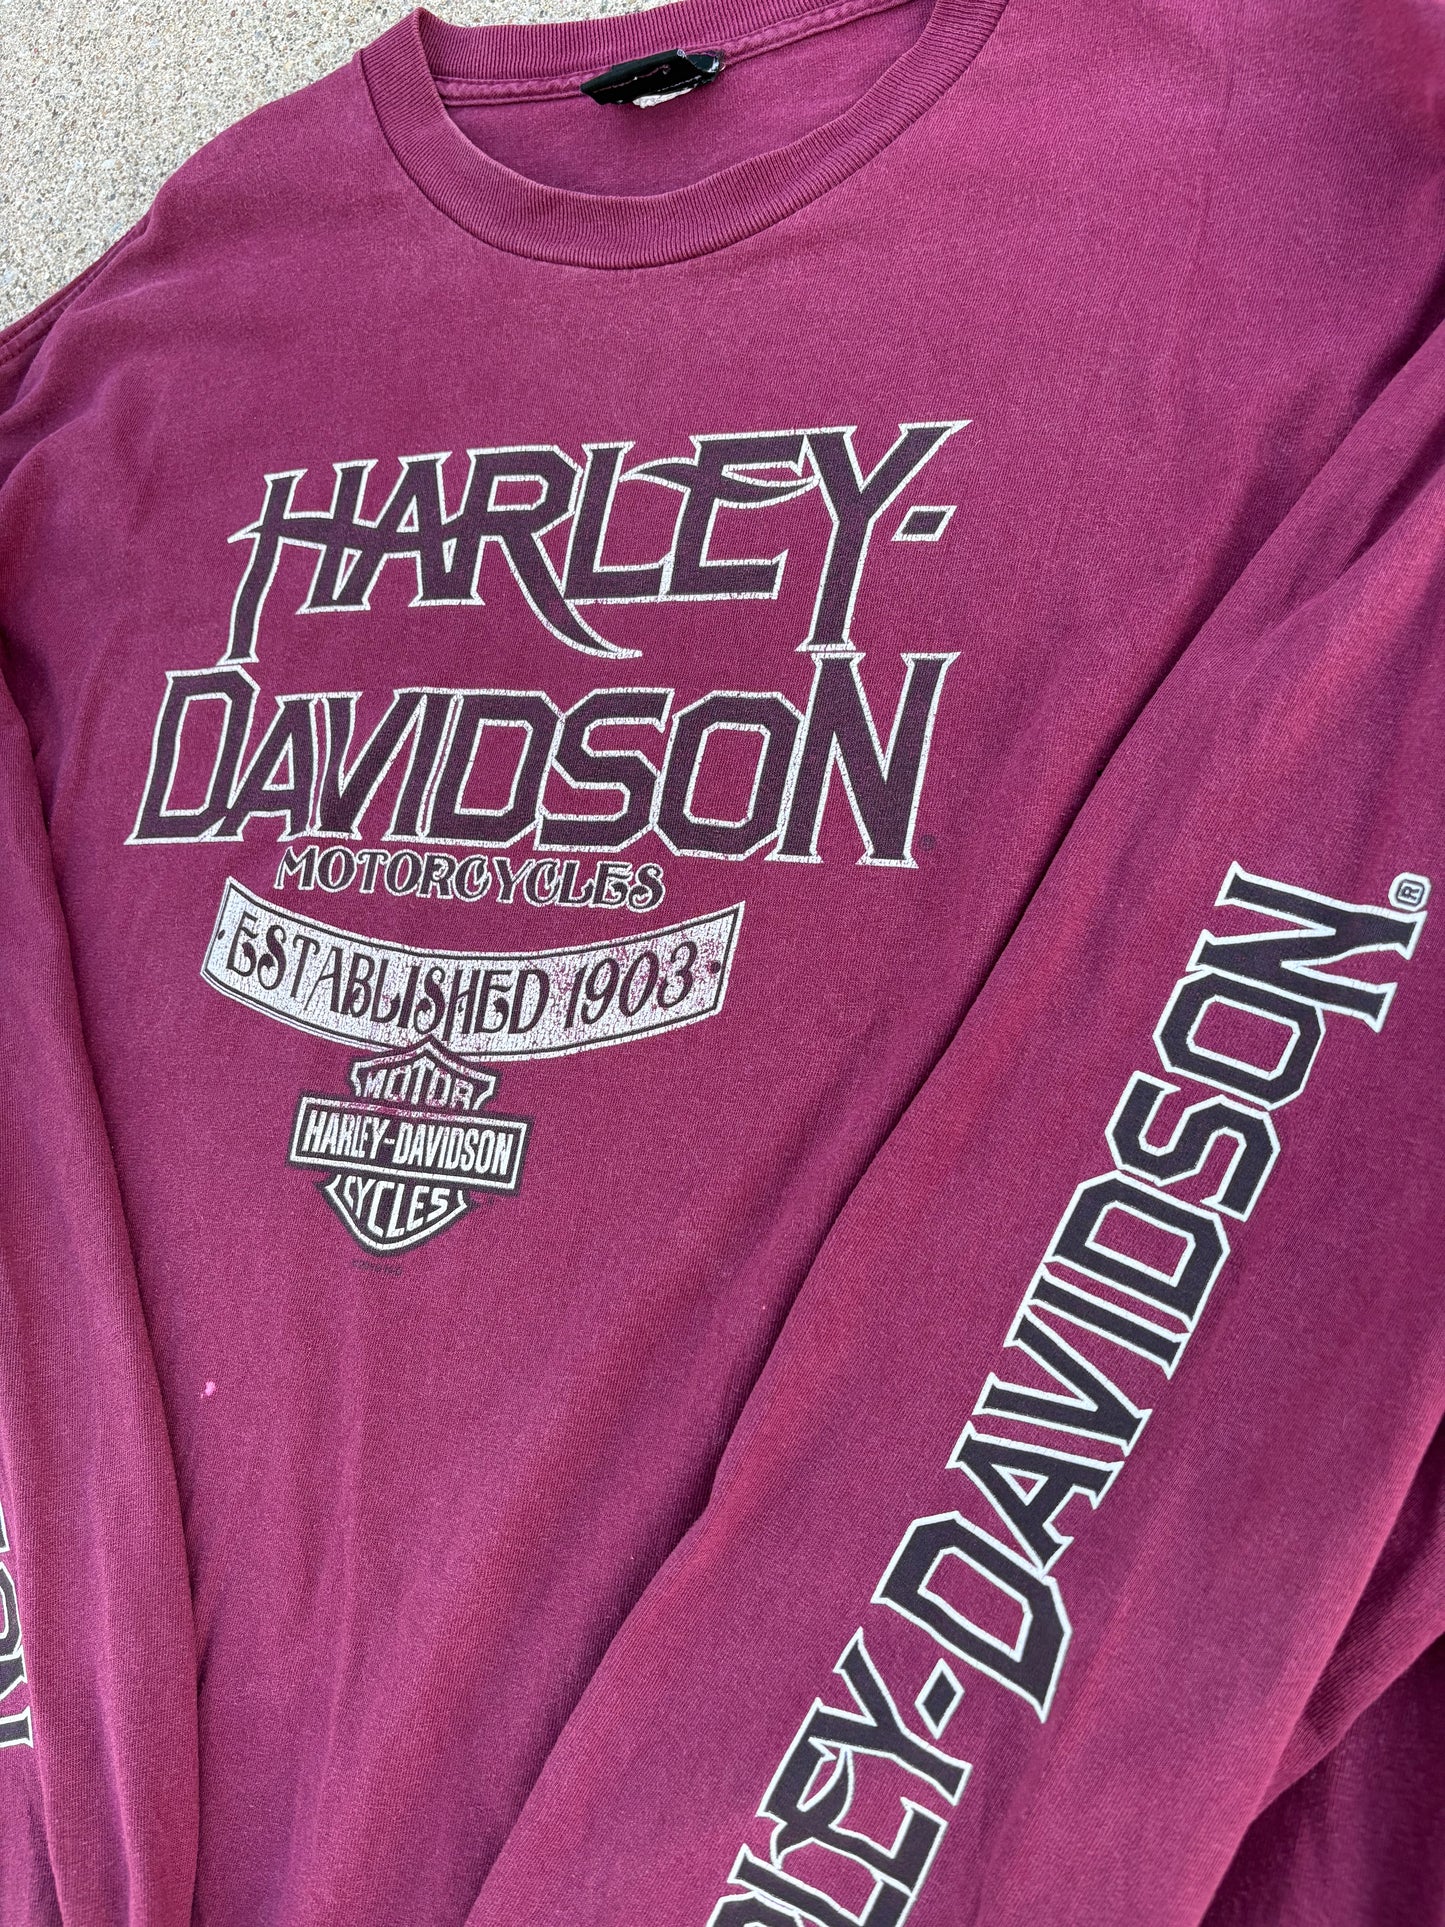 HARLEY-
DAVIDSON®
MOTORCYCLES
·ESTABLISHED 1903·
MOTOR
HARLEY-DAVIDSON
CYCLES
HARLEY-DAVIDSON®